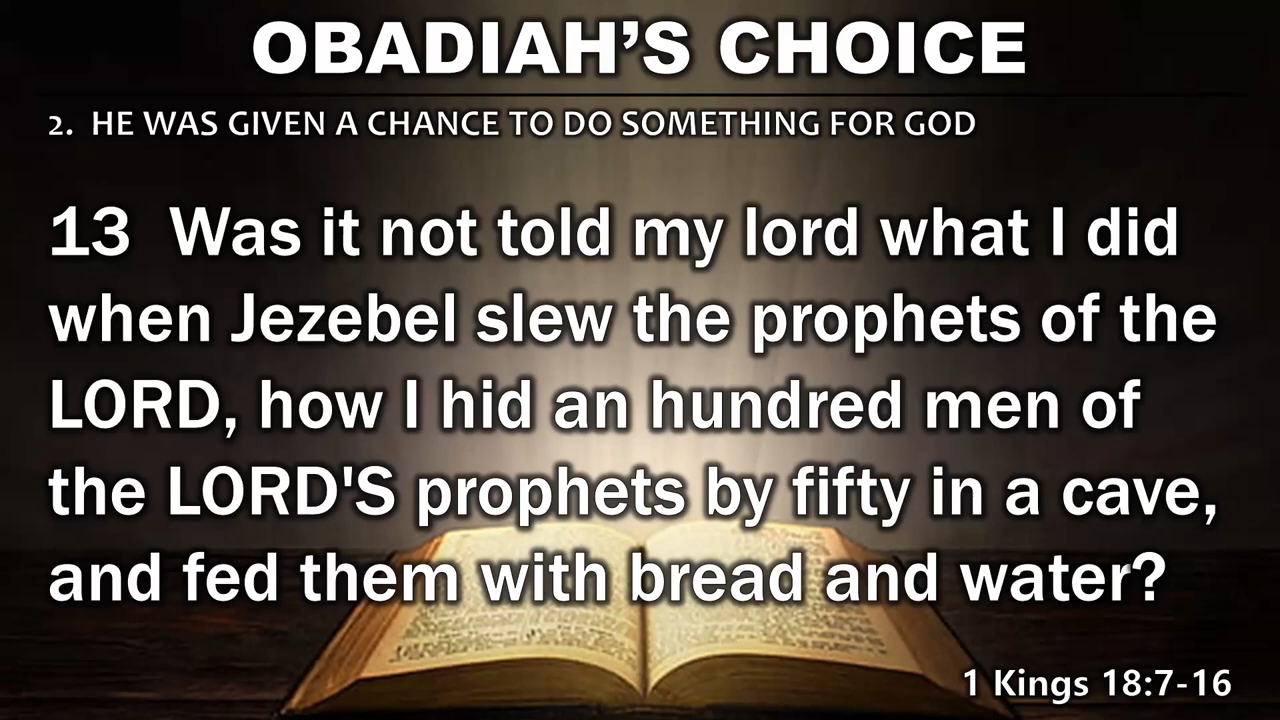 OBADIAH’S CHOICE
2. HE WAS GIVEN A CHANCE TO DO SOMETHING FOR GOD
13 Was it not told my lord what I did
when Jezebel slew the prophets of the
LORD, how I hid an hundred men of
the LORD'S prophets by fifty in a cave,
and fed them with bread and water?
1 Kings 18:7-16